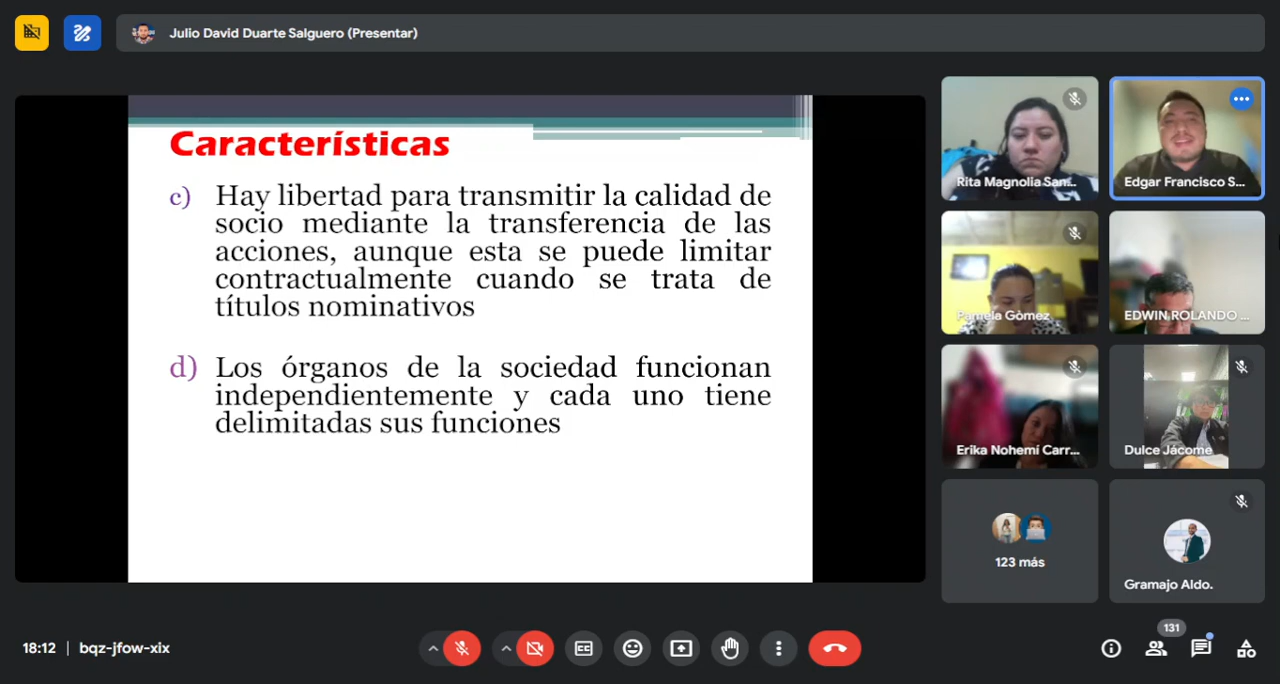 Julio David Duarte Salguero (Presentar)
Características
c) Hay libertad para transmitir la calidad de
socio mediante la transferencia de las
acciones, aunque esta se puede limitar
contractualmente cuando se trata de
títulos nominativos
d) Los órganos de la sociedad funcionan
independientemente y cada uno tiene
delimitadas sus funciones
Rita Magnolia San...
Edgar Francisco S...
Pamela Gòmez
EDWIN ROLANDO ...
Erika Nohemí Carr...
Dulce Jácome
123 más
Gramajo Aldo.
18:12 | bqz-jfow-xix
CC
131